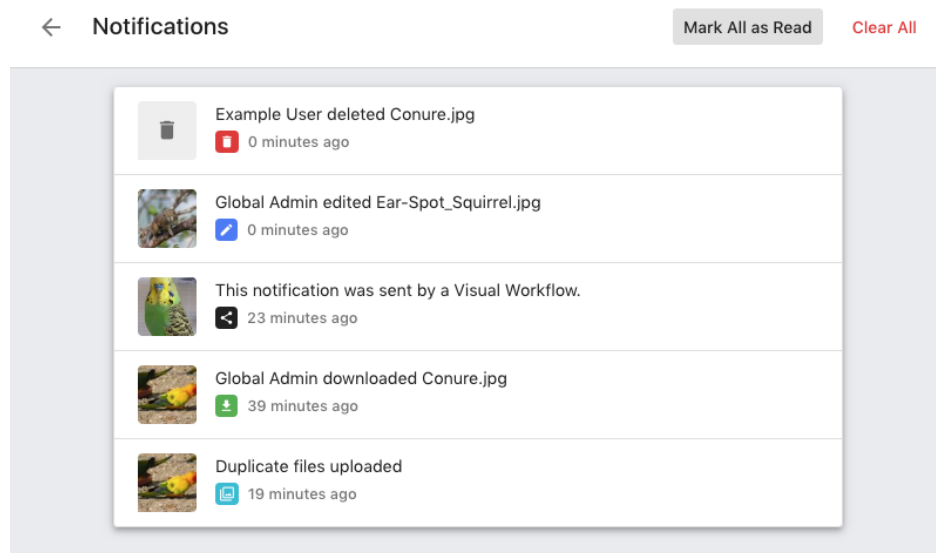 Notifications
Mark All as Read
Clear All
Example User deleted Conure.jpg
0 minutes ago
Global Admin edited Ear-Spot_Squirrel.jpg
0 minutes ago
This notification was sent by a Visual Workflow.
23 minutes ago
Global Admin downloaded Conure.jpg
39 minutes ago
Duplicate files uploaded
19 minutes ago